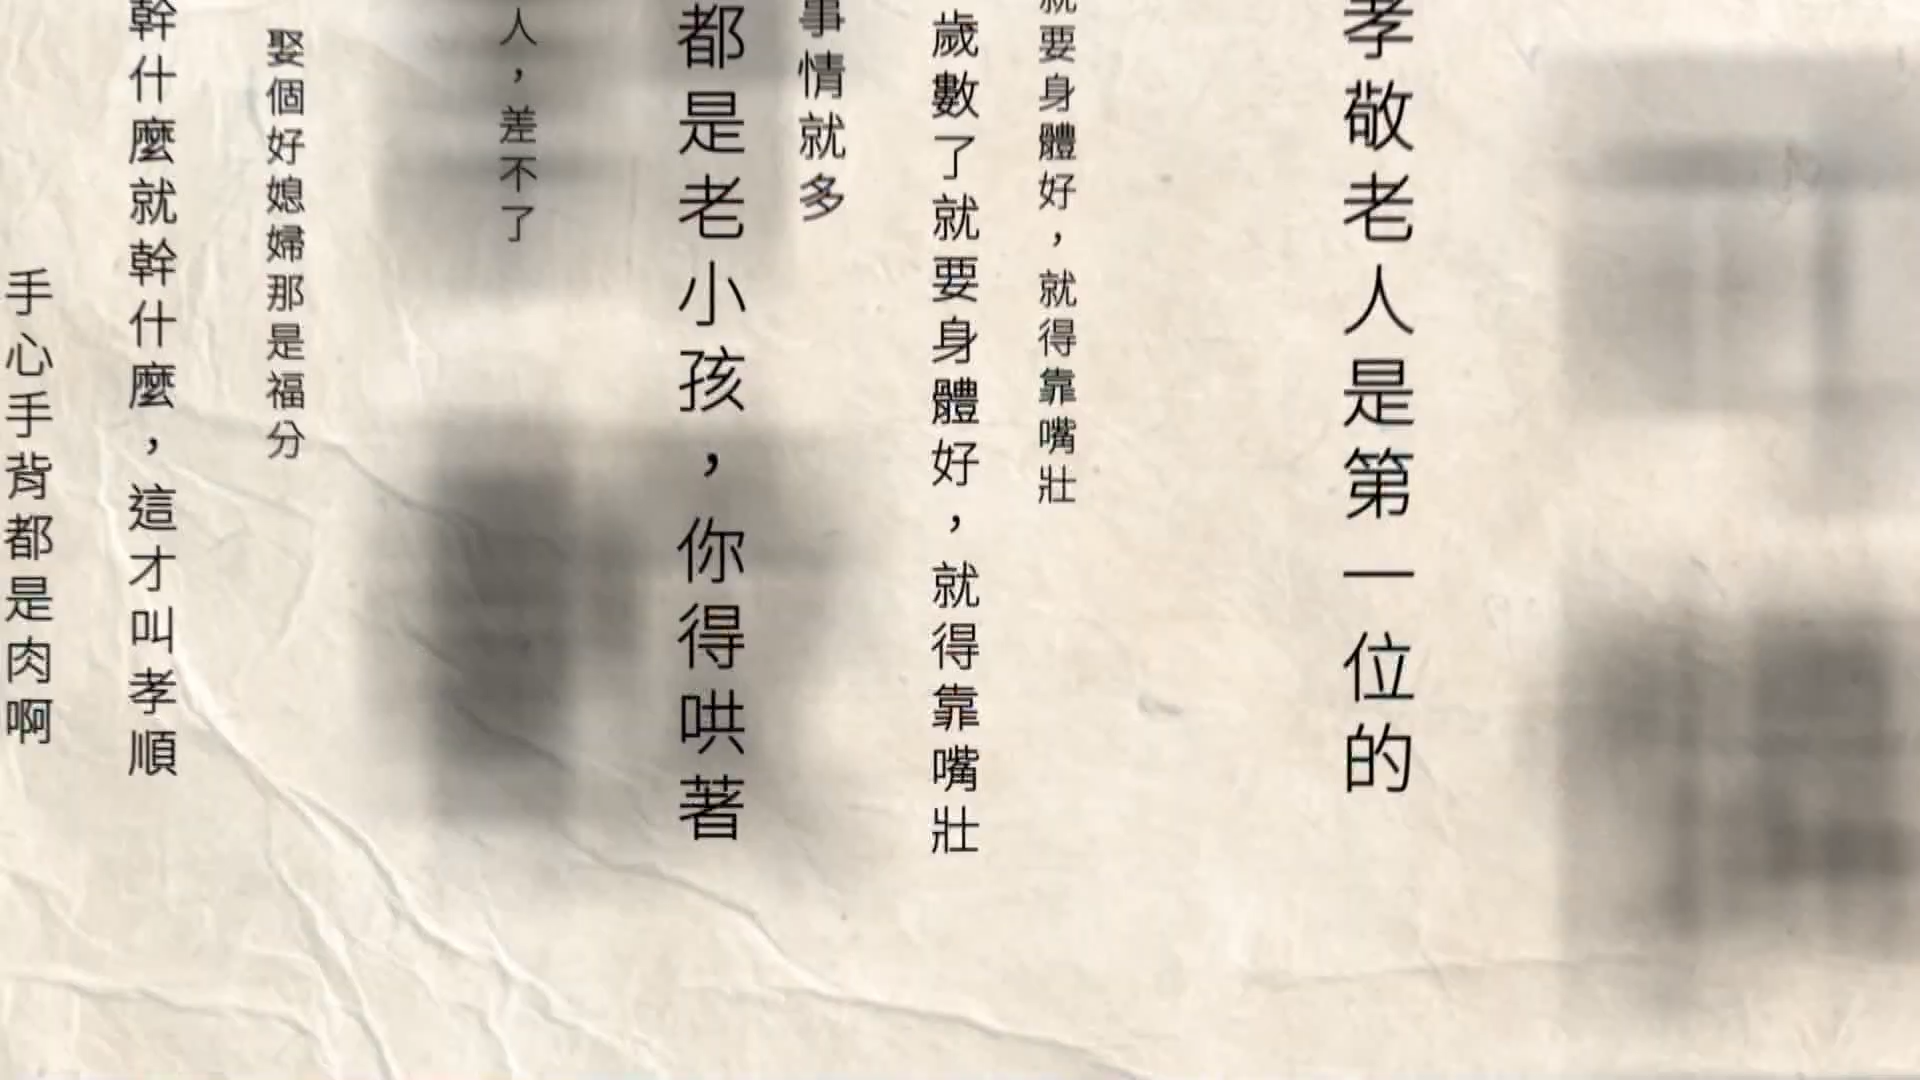 孝敬老人是第一位的
就要身體好，就得靠嘴壯
歲數了就要身體好，就得靠嘴壯
事情就多
都是老小孩，你得哄著
人，差不了
娶個好媳婦那是福分
幹什麼就幹什麼，這才叫孝順
手心手背都是肉啊